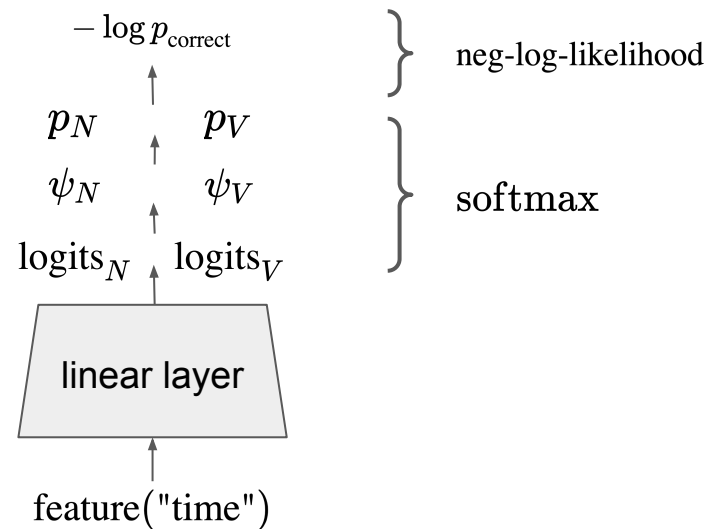 − log p_correct
neg-log-likelihood
p_N p_V
ψ_N ψ_V
softmax
logits_N logits_V
linear layer
feature("time")